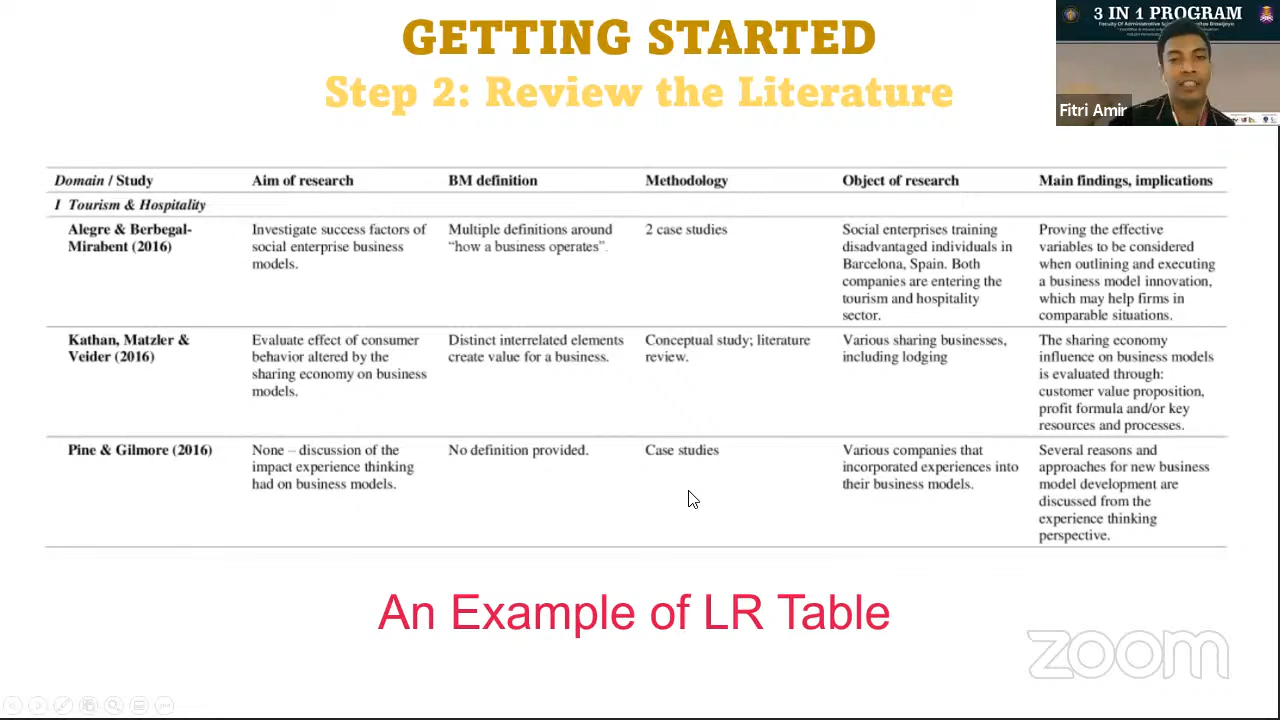 GETTING STARTED
Step 2: Review the Literature
3 IN 1 PROGRAM
Fitri Amir
Domain / Study Aim of research BM definition Methodology Object of research Main findings, implications
I Tourism & Hospitality
Alegre & Berbegal-
Mirabent (2016)
Investigate success factors of
social enterprise business
models.
Multiple definitions around
“how a business operates”.
2 case studies
Social enterprises training
disadvantaged individuals in
Barcelona, Spain. Both
companies are entering the
tourism and hospitality
sector.
Proving the effective
variables to be considered
when outlining and executing
a business model innovation,
which may help firms in
comparable situations.
Kathan, Matzler &
Veider (2016)
Evaluate effect of consumer
behavior altered by the
sharing economy on business
models.
Distinct interrelated elements
create value for a business.
Conceptual study; literature
review.
Various sharing businesses,
including lodging
The sharing economy
influence on business models
is evaluated through:
customer value proposition,
profit formula and/or key
resources and processes.
Pine & Gilmore (2016)
None – discussion of the
impact experience thinking
had on business models.
No definition provided.
Case studies
Various companies that
incorporated experiences into
their business models.
Several reasons and
approaches for new business
model development are
discussed from the
experience thinking
perspective.
An Example of LR Table
zoom